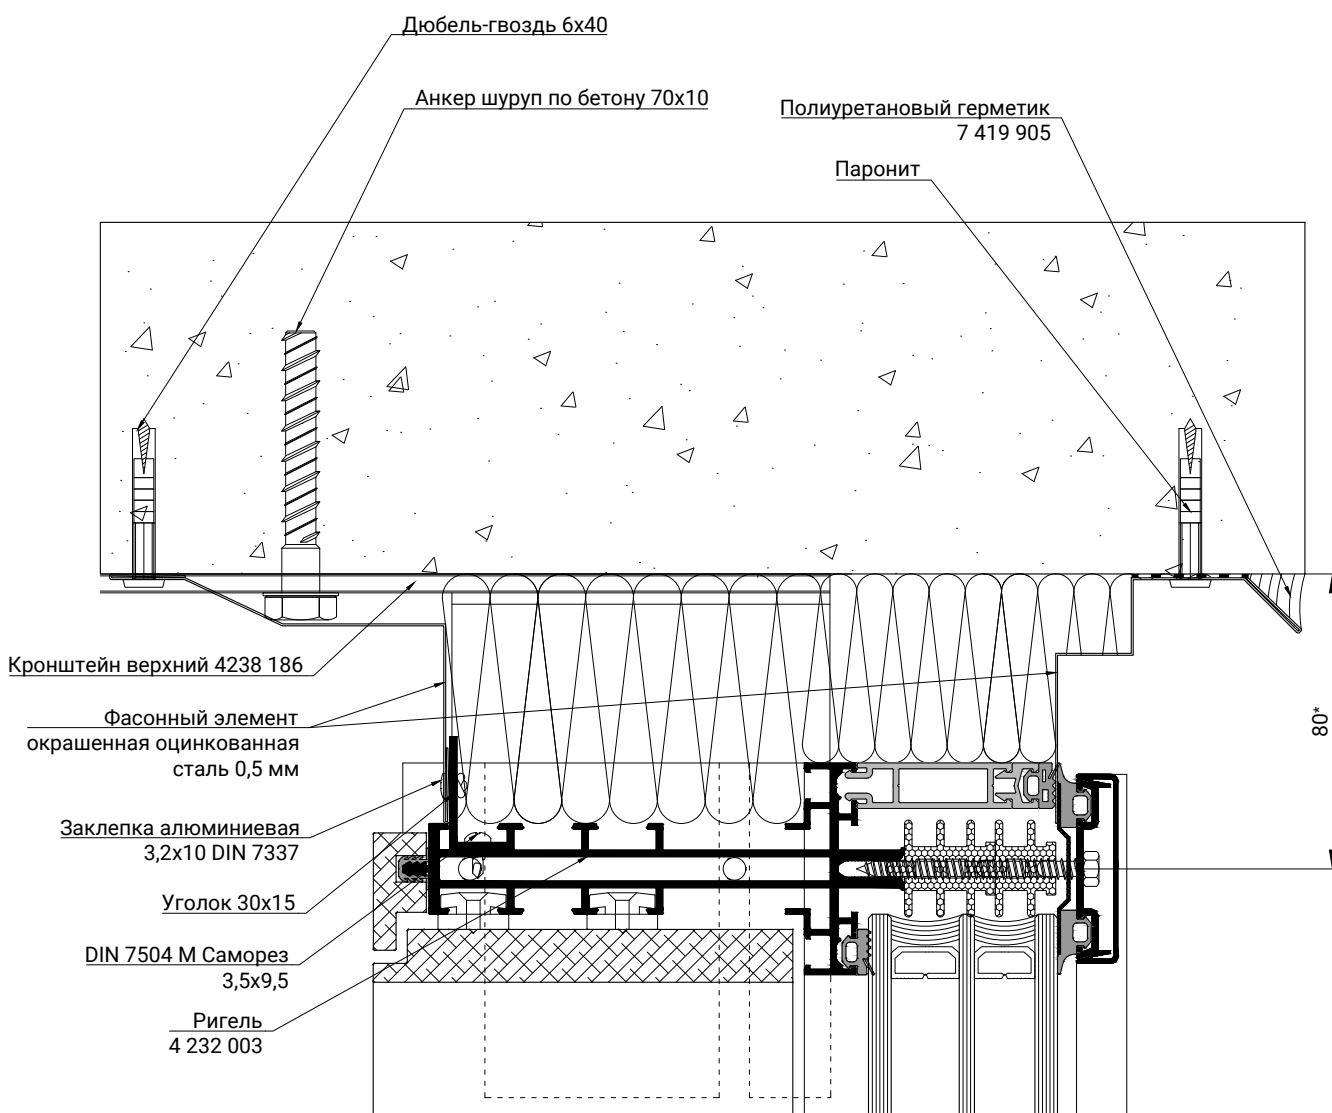 Дюбель-гвоздь 6х40
Анкер шуруп по бетону 70х10
Полиуретановый герметик
7 419 905
Паронит
Кронштейн верхний 4238 186
Фасонный элемент
окрашенная оцинкованная
сталь 0,5 мм
80*
Заклепка алюминиевая
3,2х10 DIN 7337
Уголок 30х15
DIN 7504 М Саморез
3,5х9,5
Ригель
4 232 003